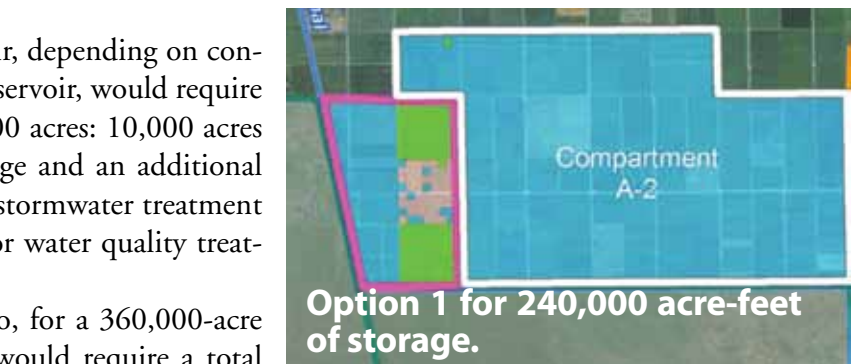 ir, depending on con-
servoir, would require
00 acres: 10,000 acres
ge and an additional
stormwater treatment
or water quality treat-
o, for a 360,000-acre
would require a total
Compartment
A-2
Option 1 for 240,000 acre-feet
of storage.